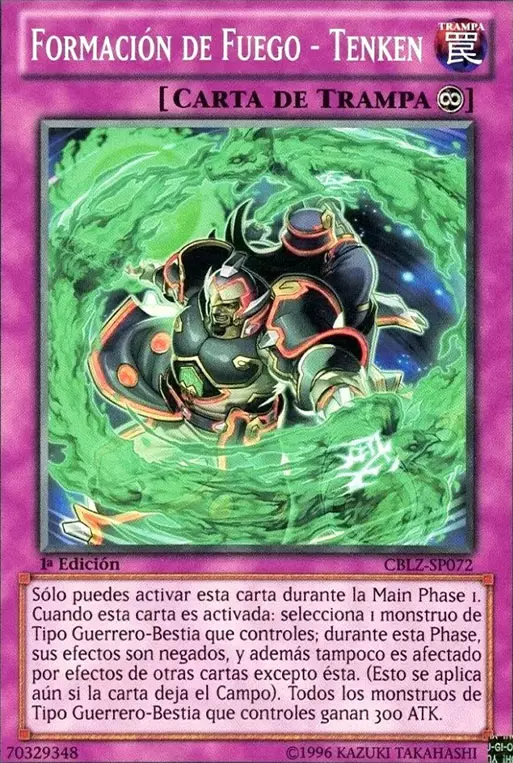 FORMACIÓN DE FUEGO - TENKEN
TRAMPA
罠
[CARTA DE TRAMPA]
1ª Edición
CBLZ-SP072
Sólo puedes activar esta carta durante la Main Phase 1.
Cuando esta carta es activada: selecciona 1 monstruo de
Tipo Guerrero-Bestia que controles; durante esta Phase,
sus efectos son negados, y además tampoco es afectado
por efectos de otras cartas excepto ésta. (Esto se aplica
aún si la carta deja el Campo). Todos los monstruos de
Tipo Guerrero-Bestia que controles ganan 300 ATK.
70329348
©1996 KAZUKI TAKAHASHI